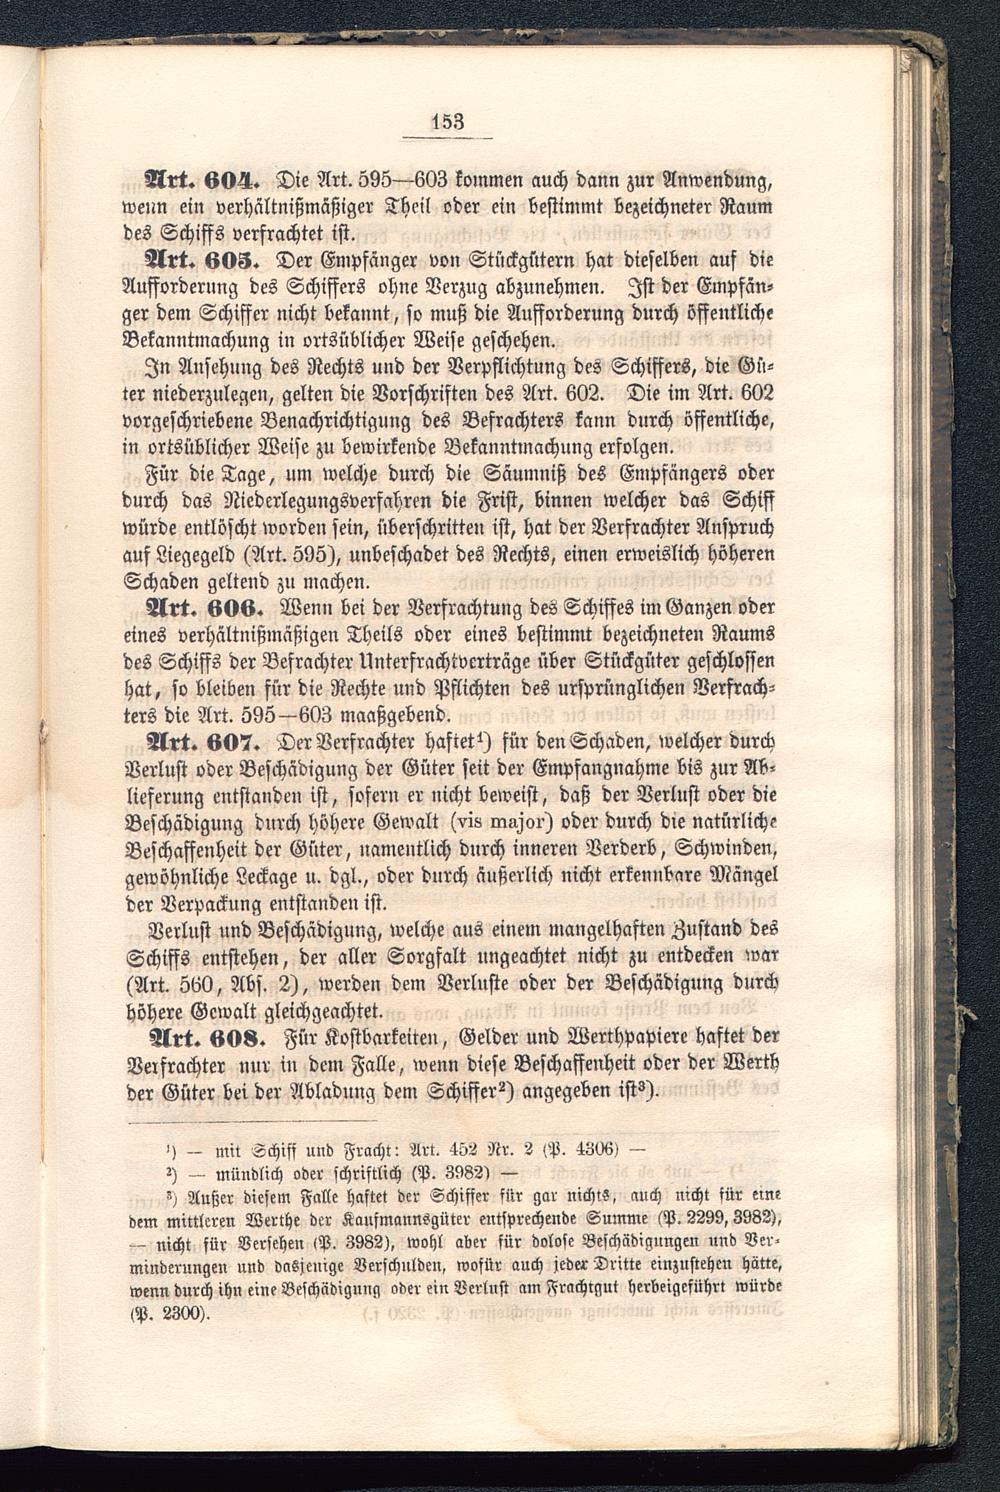 153
Art. 604. Die Art. 595—603 kommen auch dann zur Anwendung,
wenn ein verhältnißmäßiger Theil oder ein bestimmt bezeichneter Raum
des Schiffs verfrachtet ist.
Art. 605. Der Empfänger von Stückgütern hat dieselben auf die
Aufforderung des Schiffers ohne Verzug abzunehmen. Ist der Empfän-
ger dem Schiffer nicht bekannt, so muß die Aufforderung durch öffentliche
Bekanntmachung in ortsüblicher Weise geschehen.
In Ansehung des Rechts und der Verpflichtung des Schiffers, die Gü-
ter niederzulegen, gelten die Vorschriften des Art. 602. Die im Art. 602
vorgeschriebene Benachrichtigung des Befrachters kann durch öffentliche,
in ortsüblicher Weise zu bewirkende Bekanntmachung erfolgen.
Für die Tage, um welche durch die Säumniß des Empfängers oder
durch das Niederlegungsverfahren die Frist, binnen welcher das Schiff
würde entlöscht worden sein, überschritten ist, hat der Verfrachter Anspruch
auf Liegegeld (Art. 595), unbeschadet des Rechts, einen erweislich höheren
Schaden geltend zu machen.
Art. 606. Wenn bei der Verfrachtung des Schiffes im Ganzen oder
eines verhältnißmäßigen Theils oder eines bestimmt bezeichneten Raums
des Schiffs der Befrachter Unterfrachtverträge über Stückgüter geschlossen
hat, so bleiben für die Rechte und Pflichten des ursprünglichen Verfrach-
ters die Art. 595—603 maaßgebend.
Art. 607. Der Verfrachter haftet¹) für den Schaden, welcher durch
Verlust oder Beschädigung der Güter seit der Empfangnahme bis zur Ab-
lieferung entstanden ist, sofern er nicht beweist, daß der Verlust oder die
Beschädigung durch höhere Gewalt (vis major) oder durch die natürliche
Beschaffenheit der Güter, namentlich durch inneren Verderb, Schwinden,
gewöhnliche Leckage u. dgl., oder durch äußerlich nicht erkennbare Mängel
der Verpackung entstanden ist.
Verlust und Beschädigung, welche aus einem mangelhaften Zustand des
Schiffs entstehen, der aller Sorgfalt ungeachtet nicht zu entdecken war
(Art. 560, Abs. 2), werden dem Verluste oder der Beschädigung durch
höhere Gewalt gleichgeachtet.
Art. 608. Für Kostbarkeiten, Gelder und Werthpapiere haftet der
Verfrachter nur in dem Falle, wenn diese Beschaffenheit oder der Werth
der Güter bei der Abladung dem Schiffer²) angegeben ist³).
¹) — mit Schiff und Fracht: Art. 452 Nr. 2 (P. 4306) —
²) — mündlich oder schriftlich (P. 3982) —
³) Außer diesem Falle haftet der Schiffer für gar nichts, auch nicht für eine
dem mittleren Werthe der Kaufmannsgüter entsprechende Summe (P. 2299, 3982),
— nicht für Versehen (P. 3982), wohl aber für dolose Beschädigungen und Ver-
minderungen und dasjenige Verschulden, wofür auch jeder Dritte einzustehen hätte,
wenn durch ihn eine Beschädigung oder ein Verlust am Frachtgut herbeigeführt würde
(P. 2300).